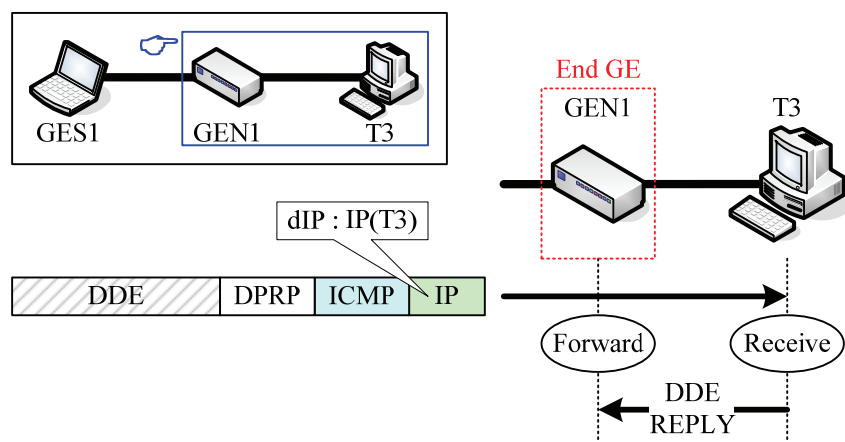 GES1
GEN1
T3
End GE
GEN1
T3
dIP : IP(T3)
DDE
DPRP
ICMP
IP
Forward
Receive
DDE
REPLY